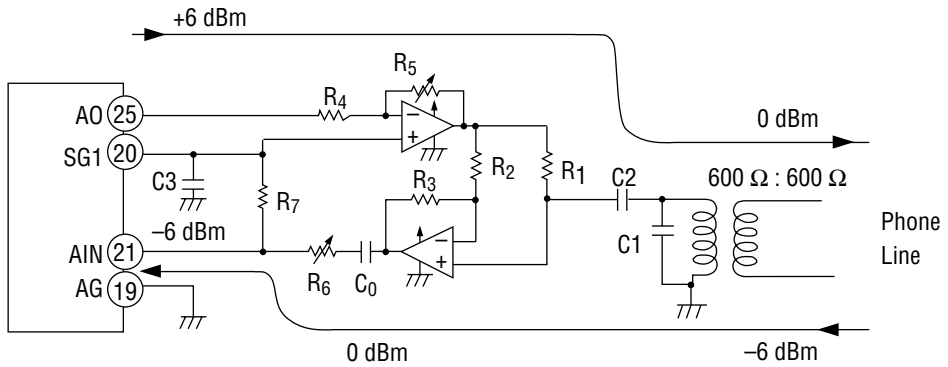 +6 dBm
R5
AO 25
R4
−
+
0 dBm
SG1 20
C3
R7
R3
R2
R1
C2
600 Ω : 600 Ω
−6 dBm
AIN 21
R6
C0
−
+
C1
Phone
Line
AG 19
0 dBm
−6 dBm